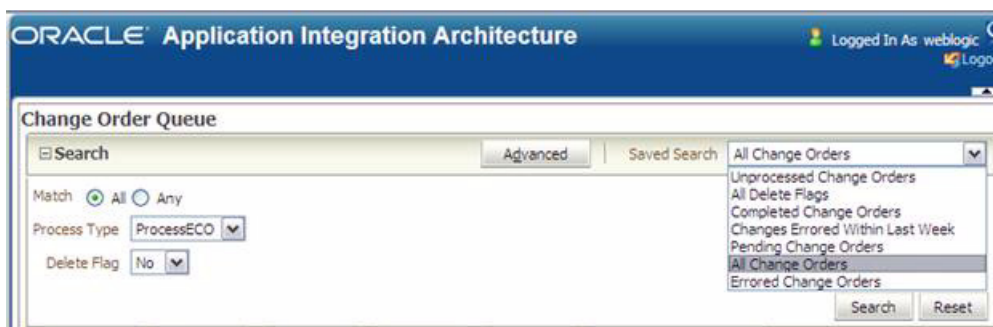 ORACLE Application Integration Architecture
Logged In As weblogic
Logo
Change Order Queue
Search
Advanced
Saved Search
All Change Orders
Unprocessed Change Orders
All Delete Flags
Completed Change Orders
Changes Errored Within Last Week
Pending Change Orders
All Change Orders
Errored Change Orders
Match All Any
Process Type ProcessECO
Delete Flag No
Search Reset